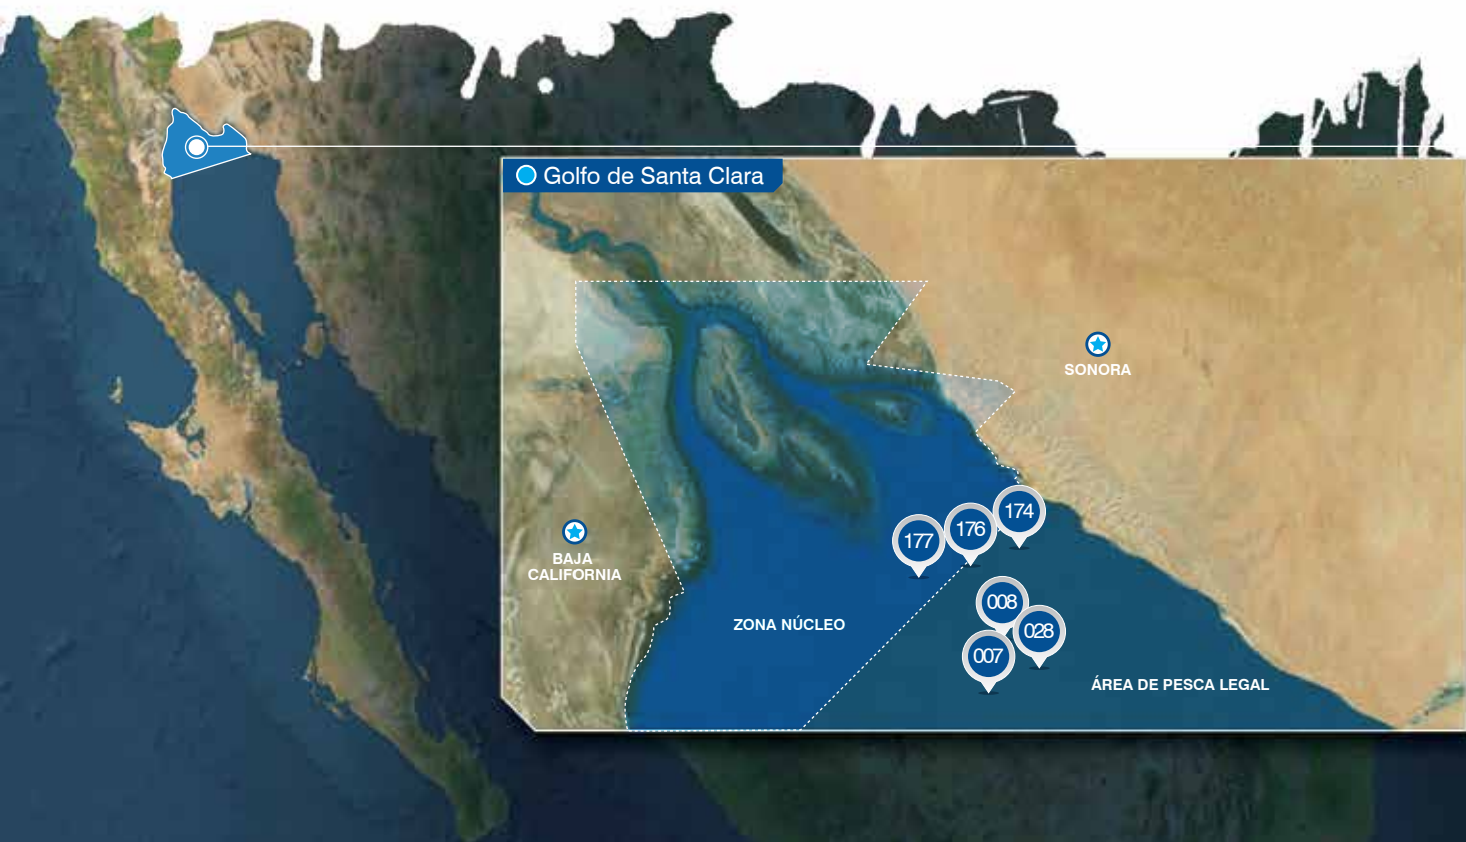 Golfo de Santa Clara
SONORA
174
176
177
BAJA
CALIFORNIA
008
ZONA NÚCLEO
028
007
ÁREA DE PESCA LEGAL